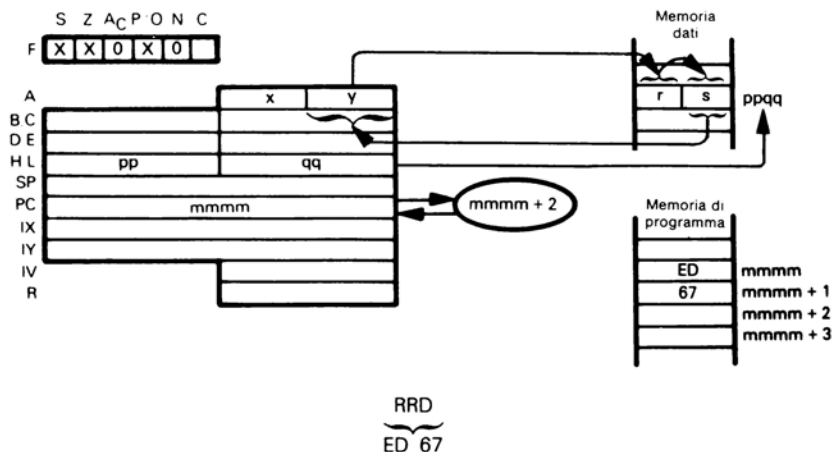 S Z AC P O N C
F X X 0 X 0
A x y
B C
D E
H L pp qq
SP
PC mmmm mmmm + 2
IX
IY
IV
R
Memoria
dati
r s ppqq
Memoria di
programma
ED mmmm
67 mmmm + 1
mmmm + 2
mmmm + 3
RRD
ED 67